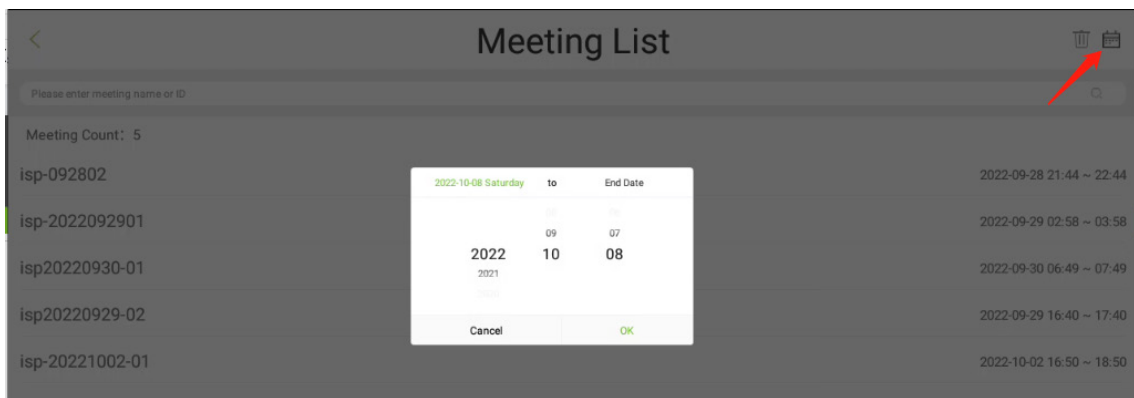 Meeting List
Please enter meeting name or ID
Meeting Count: 5
isp-092802 2022-09-28 21:44 ~ 22:44
2022-10-08 Saturday to End Date
isp-2022092901 2022-09-29 02:58 ~ 03:58
09 07
2022 10 08
isp20220930-01 2022-09-30 06:49 ~ 07:49
2021
isp20220929-02 2022-09-29 16:40 ~ 17:40
Cancel OK
isp-20221002-01 2022-10-02 16:50 ~ 18:50